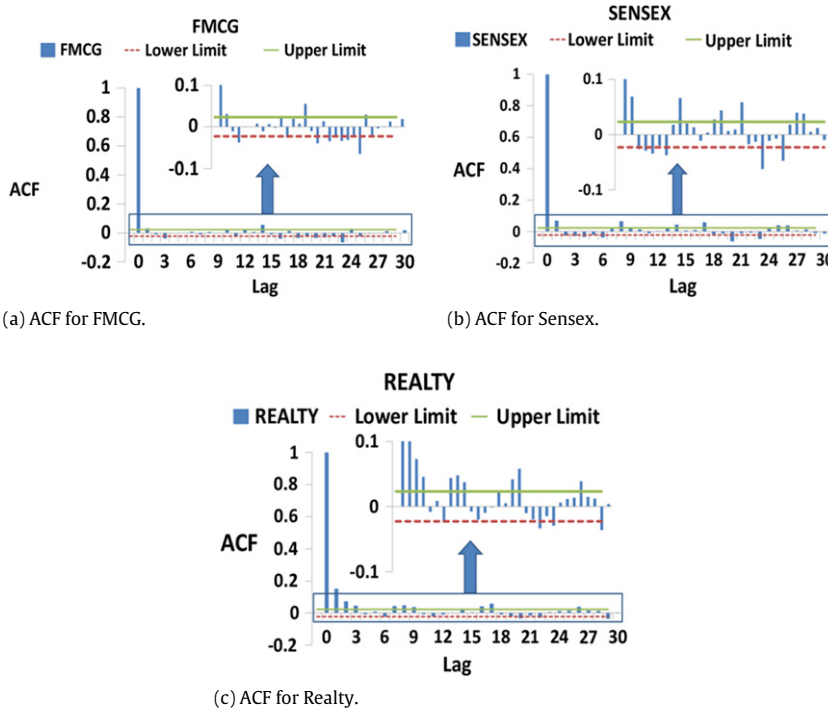 FMCG
FMCG Lower Limit Upper Limit
1
0.8
0.6
0.4
0.2
0
-0.2
ACF
0.1
0
-0.1
0 3 6 9 12 15 18 21 24 27 30
Lag
(a) ACF for FMCG.
SENSEX
SENSEX Lower Limit Upper Limit
1
0.8
0.6
0.4
0.2
0
-0.2
ACF
0.1
0
-0.1
0 3 6 9 12 15 18 21 24 27 30
Lag
(b) ACF for Sensex.
REALTY
REALTY Lower Limit Upper Limit
1
0.8
0.6
0.4
0.2
0
-0.2
ACF
0.1
0
-0.1
0 3 6 9 12 15 18 21 24 27 30
Lag
(c) ACF for Realty.